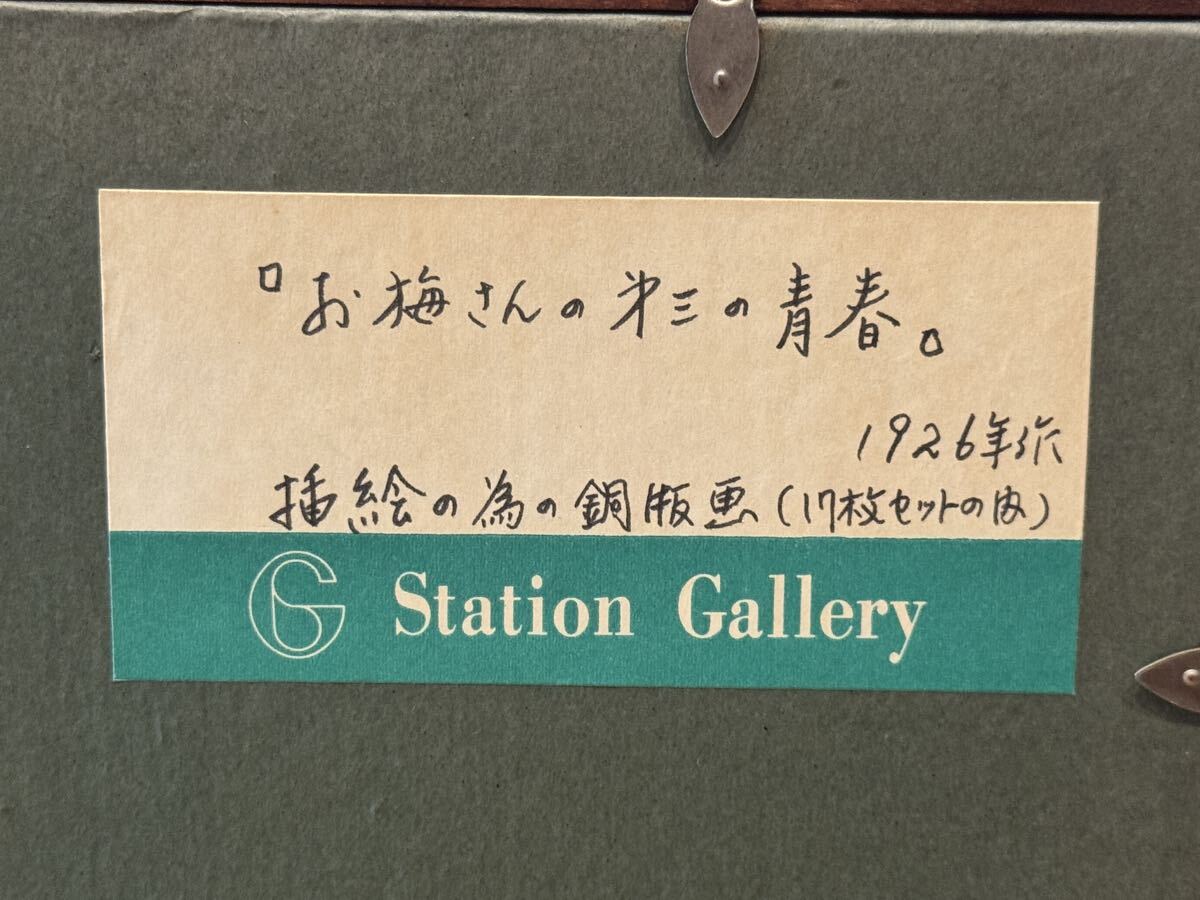 『お梅さんの第三の青春』
1926年作
挿絵の為の銅版画(17枚セットの内)
Station Gallery